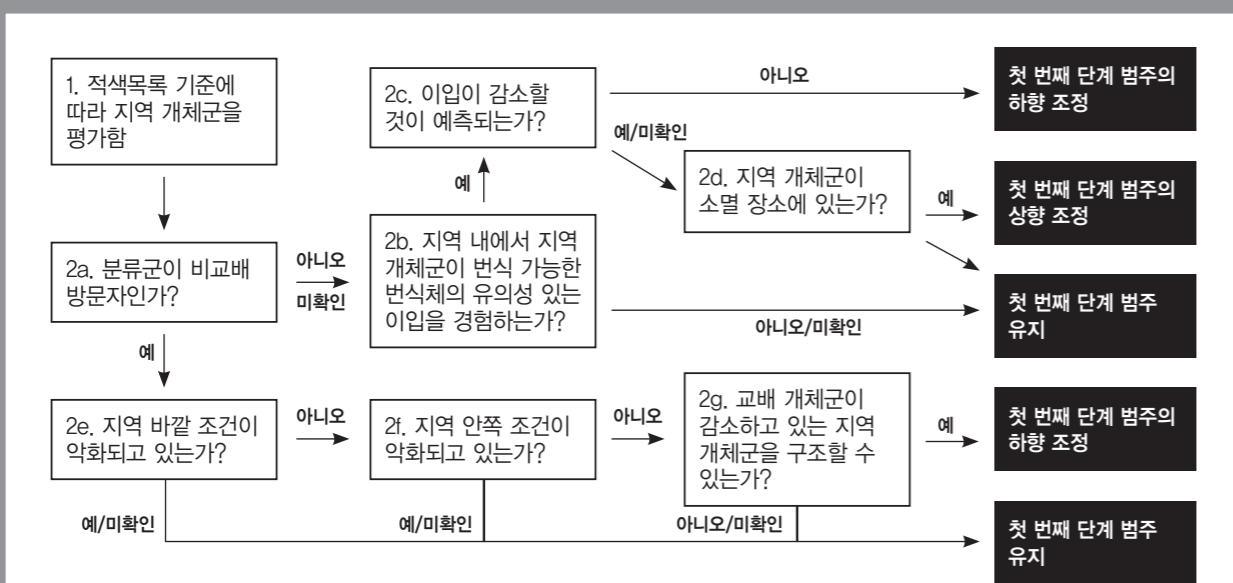 1. 적색목록 기준에
따라 지역 개체군을
평가함
2a. 분류군이 비교배
방문자인가?
아니오
미확인
2b. 지역 내에서 지역
개체군이 번식 가능한
번식체의 유의성 있는
이입을 경험하는가?
예
2c. 이입이 감소할
것이 예측되는가?
아니오
첫 번째 단계 범주의
하향 조정
예/미확인
2d. 지역 개체군이
소멸 장소에 있는가?
예
첫 번째 단계 범주의
상향 조정
아니오/미확인
첫 번째 단계 범주
유지
예
2e. 지역 바깥 조건이
악화되고 있는가?
아니오
2f. 지역 안쪽 조건이
악화되고 있는가?
아니오
2g. 교배 개체군이
감소하고 있는 지역
개체군을 구조할 수
있는가?
예
첫 번째 단계 범주의
하향 조정
예/미확인
예/미확인
아니오/미확인
첫 번째 단계 범주
유지